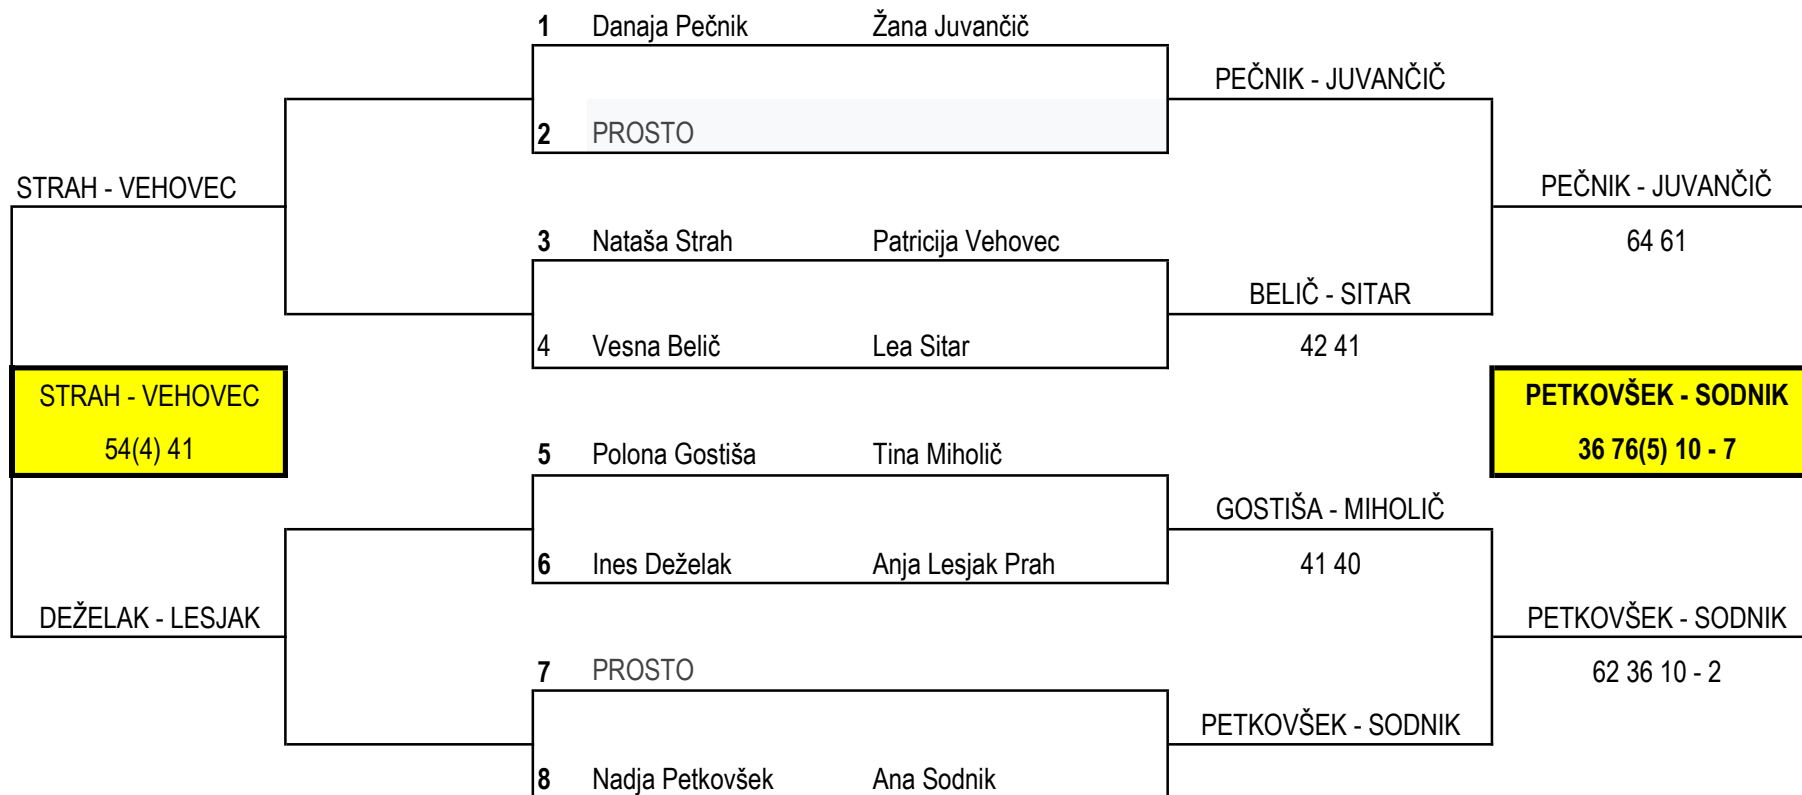 1 Danaja Pečnik Žana Juvančič
PEČNIK - JUVANČIČ
2 PROSTO
STRAH - VEHOVEC PEČNIK - JUVANČIČ
3 Nataša Strah Patricija Vehovec 64 61
BELIČ - SITAR
4 Vesna Belič Lea Sitar 42 41
STRAH - VEHOVEC PETKOVŠEK - SODNIK
54(4) 41 5 Polona Gostiša Tina Miholič 36 76(5) 10 - 7
GOSTIŠA - MIHOLIČ
6 Ines Deželak Anja Lesjak Prah 41 40
DEŽELAK - LESJAK PETKOVŠEK - SODNIK
7 PROSTO 62 36 10 - 2
PETKOVŠEK - SODNIK
8 Nadja Petkovšek Ana Sodnik